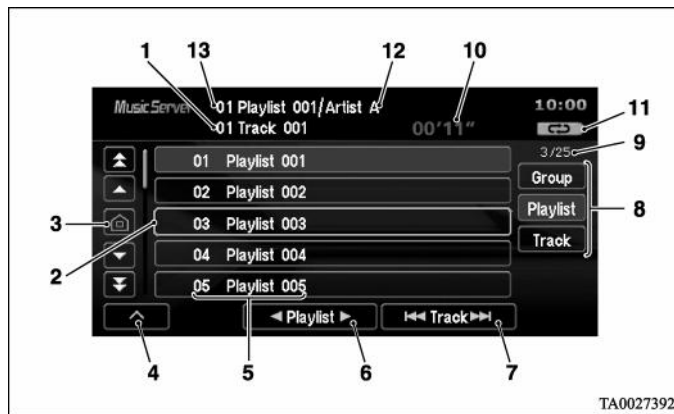 1 13 12 10
MusicServer 01 Playlist 001/Artist A 10:00
01 Track 001 00'11" 11
3/25 9
01 Playlist 001 Group
02 Playlist 002 Playlist 8
3 03 Playlist 003 Track
2 04 Playlist 004
05 Playlist 005
◄ Playlist ► ⏮ Track ⏭
4 5 6 7
TA0027392